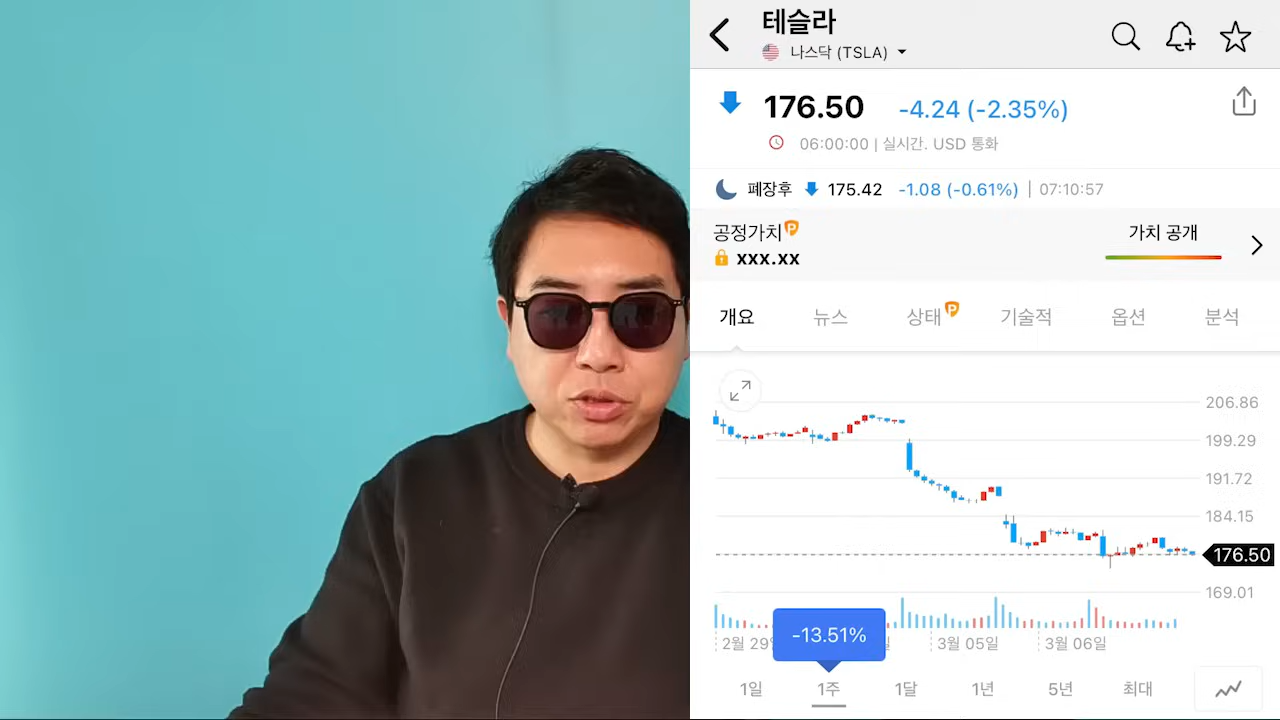 테슬라
나스닥 (TSLA)
176.50 -4.24 (-2.35%)
06:00:00 | 실시간. USD 통화
폐장후 175.42 -1.08 (-0.61%) | 07:10:57
공정가치 P
가치 공개
xxx.xx
개요 뉴스 상태 P 기술적 옵션 분석
206.86
199.29
191.72
184.15
176.50
169.01
-13.51%
2월 29 3월 05일 3월 06일
1일 1주 1달 1년 5년 최대